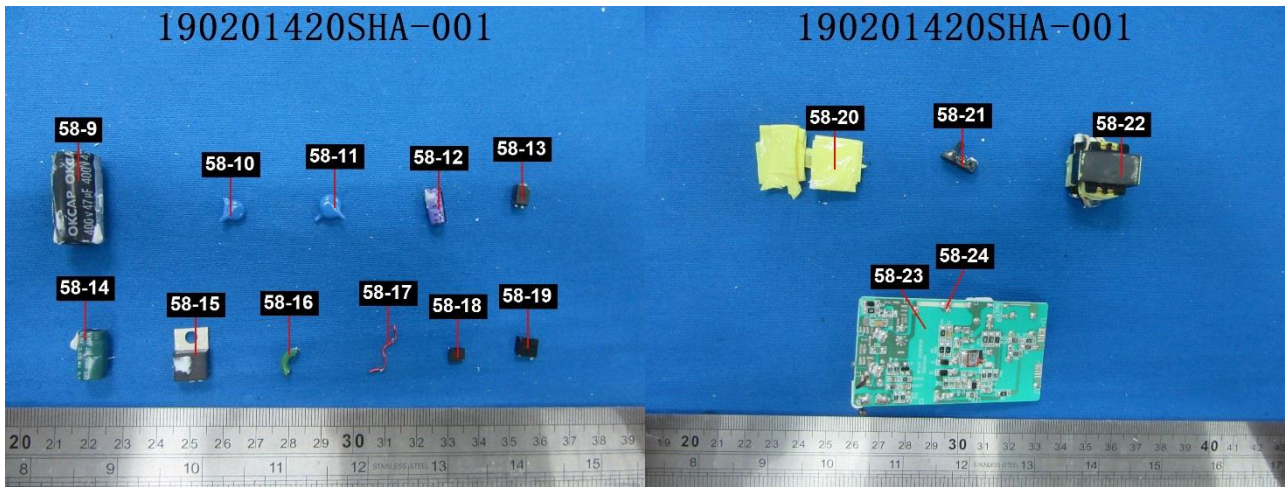 190201420SHA-001
58-9
58-10
58-11
58-12
58-13
OKCAP OKC
400V 47µF 400V 47
58-14
58-15
58-16
58-17
58-18
58-19
20 21 22 23 24 25 26 27 28 29 30 31 32 33 34 35 36 37 38 39
8 9 10 11 12 STAINLESS STEEL 13 14 15
190201420SHA-001
58-20
58-21
58-22
58-23
58-24
19 20 21 22 23 24 25 26 27 28 29 30 31 32 33 34 35 36 37 38 39 40 41 42
8 9 10 11 12 STAINLESS STEEL 13 14 15 16